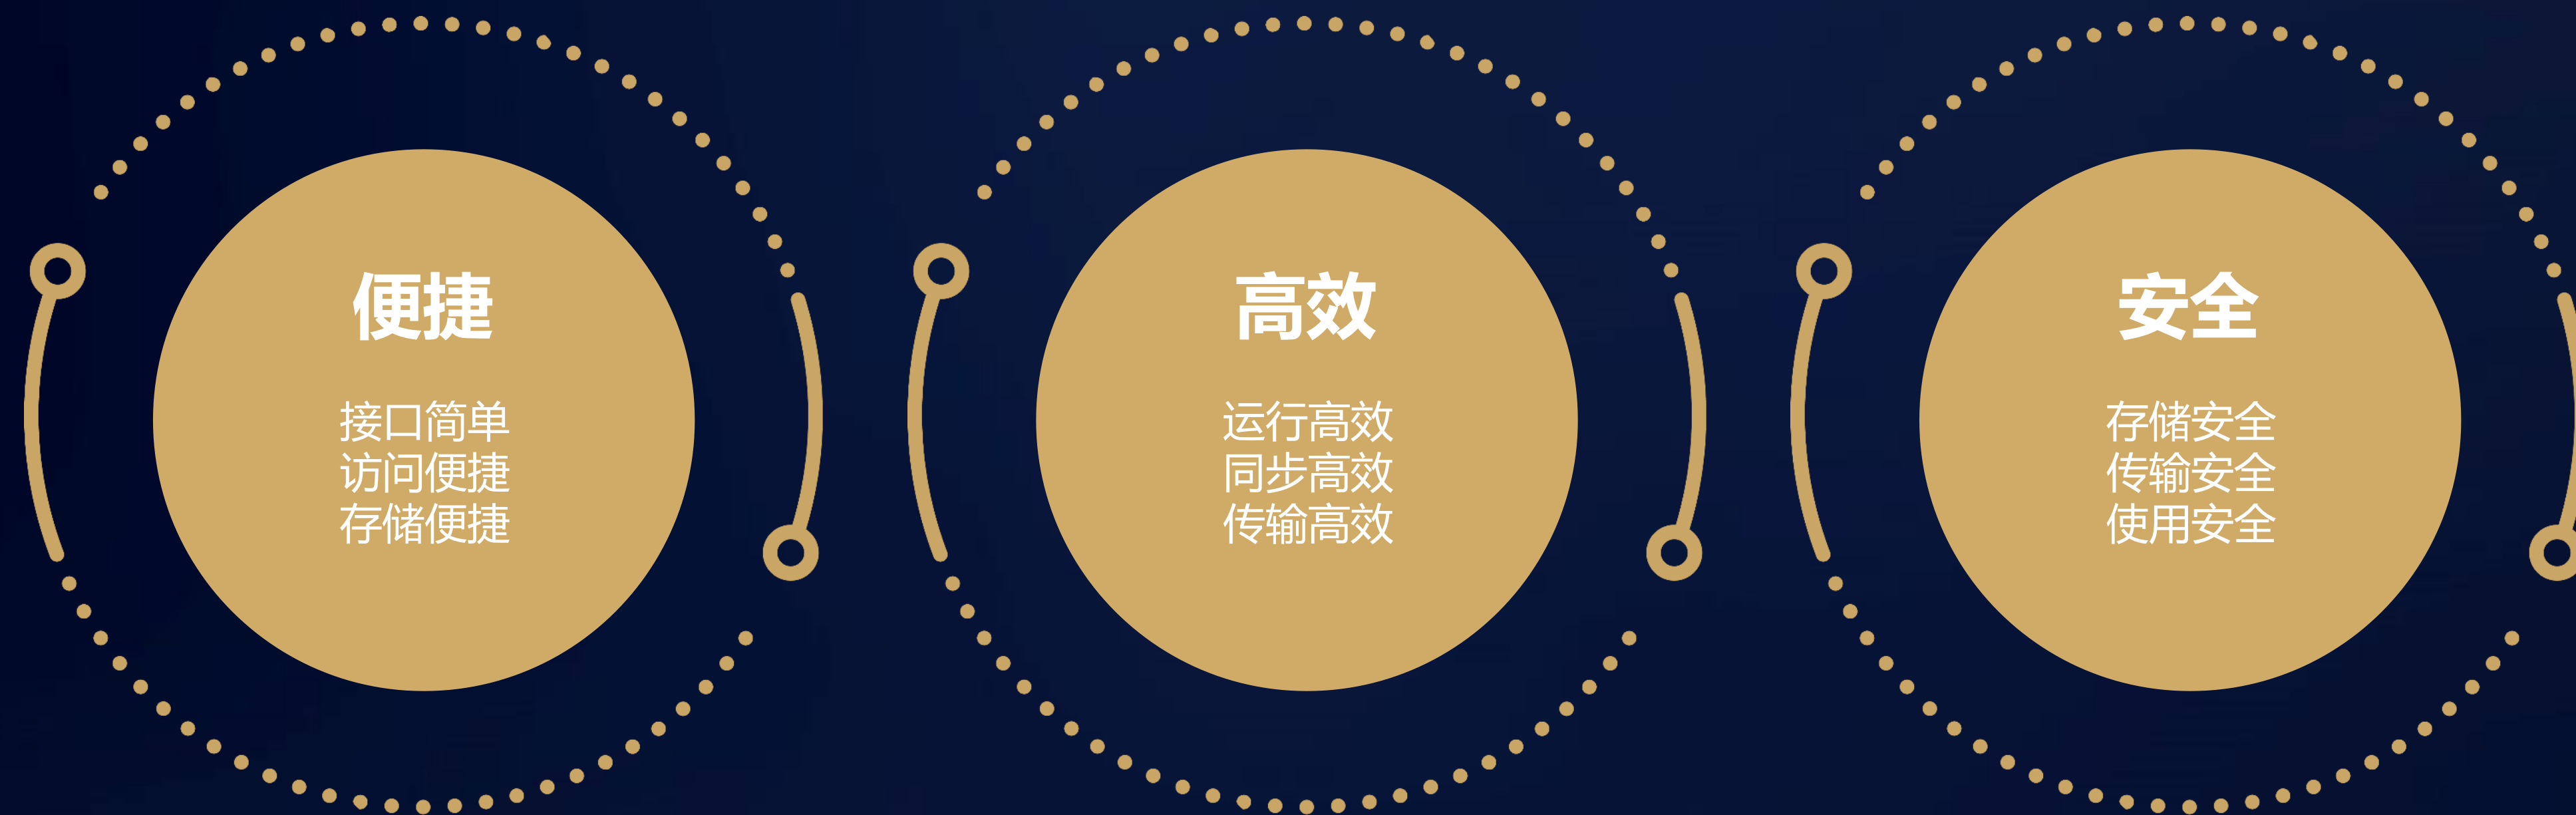 便捷
接口简单
访问便捷
存储便捷
高效
运行高效
同步高效
传输高效
安全
存储安全
传输安全
使用安全